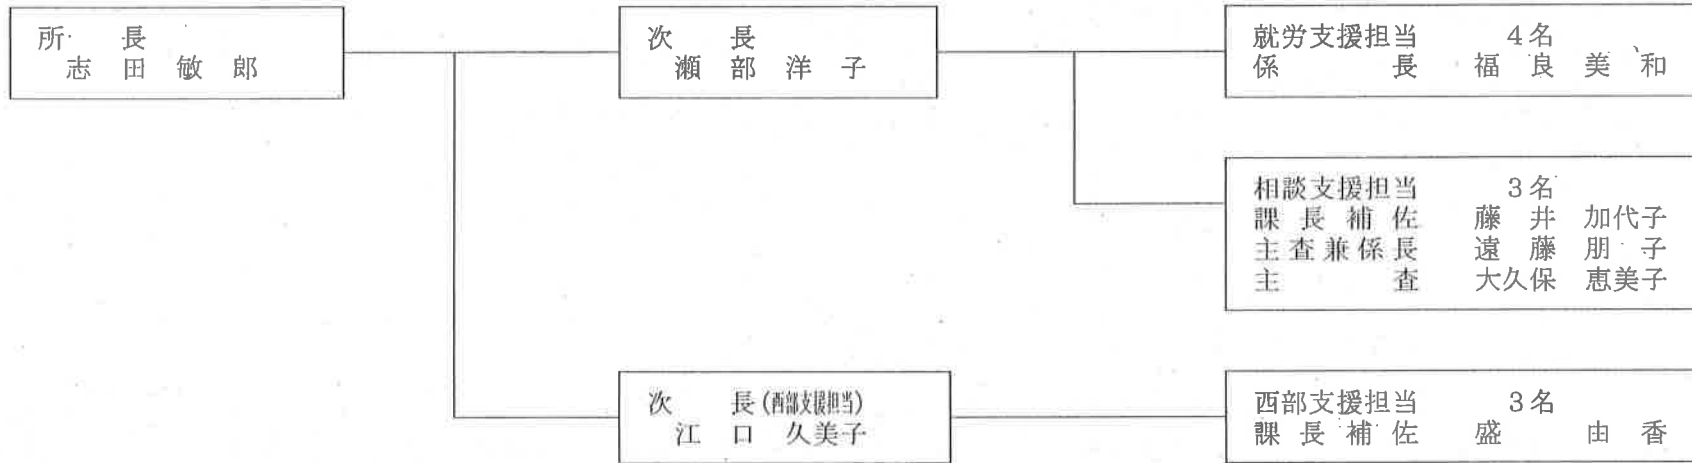 所長
志田敏郎
次長
瀬部洋子
就労支援担当 4名
係長 福良美和
相談支援担当 3名
課長補佐 藤井加代子
主査兼係長 遠藤朋子
主査 大久保恵美子
次長(西部支援担当)
江口久美子
西部支援担当 3名
課長補佐 盛由香